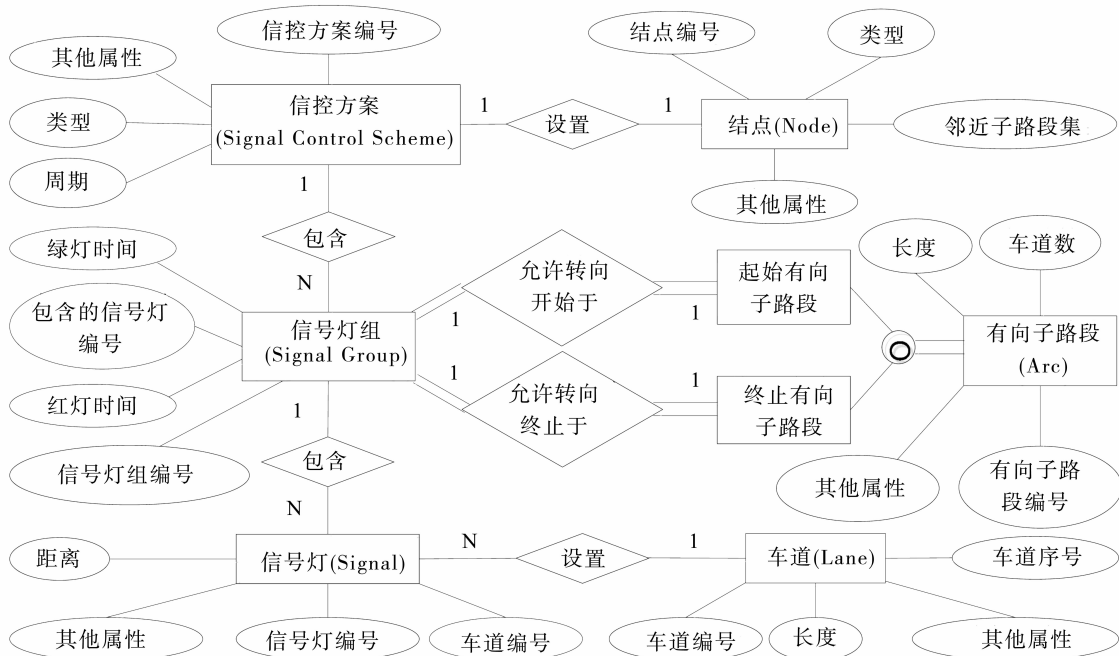 信控方案编号
结点编号
类型
其他属性
信控方案
(Signal Control Scheme)
1
设置
1
结点(Node)
邻近子路段集
类型
周期
1
其他属性
包含
N
绿灯时间
包含的信号灯
编号
红灯时间
信号灯组编号
信号灯组
(Signal Group)
1
允许转向
开始于
1
起始有向
子路段
1
允许转向
终止于
1
终止有向
子路段
O
长度
车道数
有向子路段
(Arc)
其他属性
有向子路
段编号
1
包含
N
距离
信号灯(Signal)
N
设置
1
车道(Lane)
车道序号
其他属性
信号灯编号
车道编号
车道编号
长度
其他属性